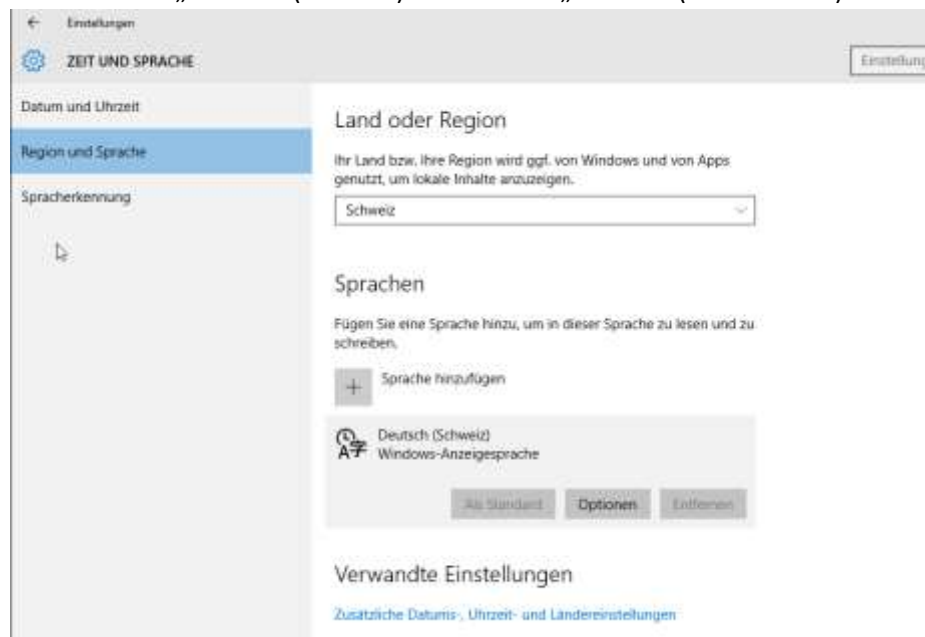 Einstellungen
ZEIT UND SPRACHE
Einstellung
Datum und Uhrzeit
Region und Sprache
Spracherkennung
Land oder Region
Ihr Land bzw. Ihre Region wird ggf. von Windows und von Apps
genutzt, um lokale Inhalte anzuzeigen.
Schweiz
Sprachen
Fügen Sie eine Sprache hinzu, um in dieser Sprache zu lesen und zu
schreiben.
+ Sprache hinzufügen
Deutsch (Schweiz)
Windows-Anzeigesprache
Als Standard Optionen Entfernen
Verwandte Einstellungen
Zusätzliche Datums-, Uhrzeit- und Ländereinstellungen